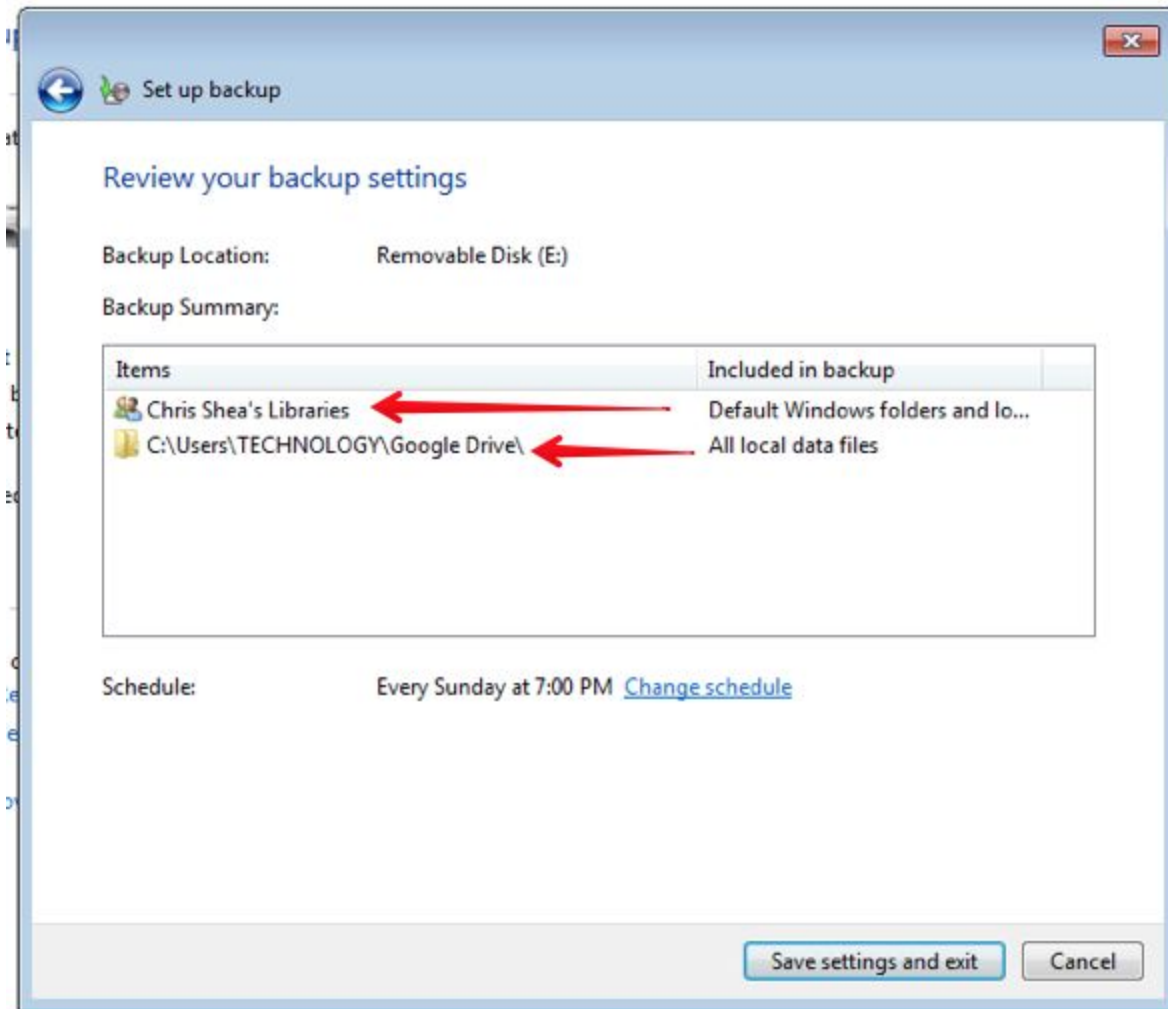 Set up backup
Review your backup settings
Backup Location: Removable Disk (E:)
Backup Summary:
Items Included in backup
Chris Shea's Libraries Default Windows folders and lo...
C:\Users\TECHNOLOGY\Google Drive\ All local data files
Schedule: Every Sunday at 7:00 PM Change schedule
Save settings and exit Cancel